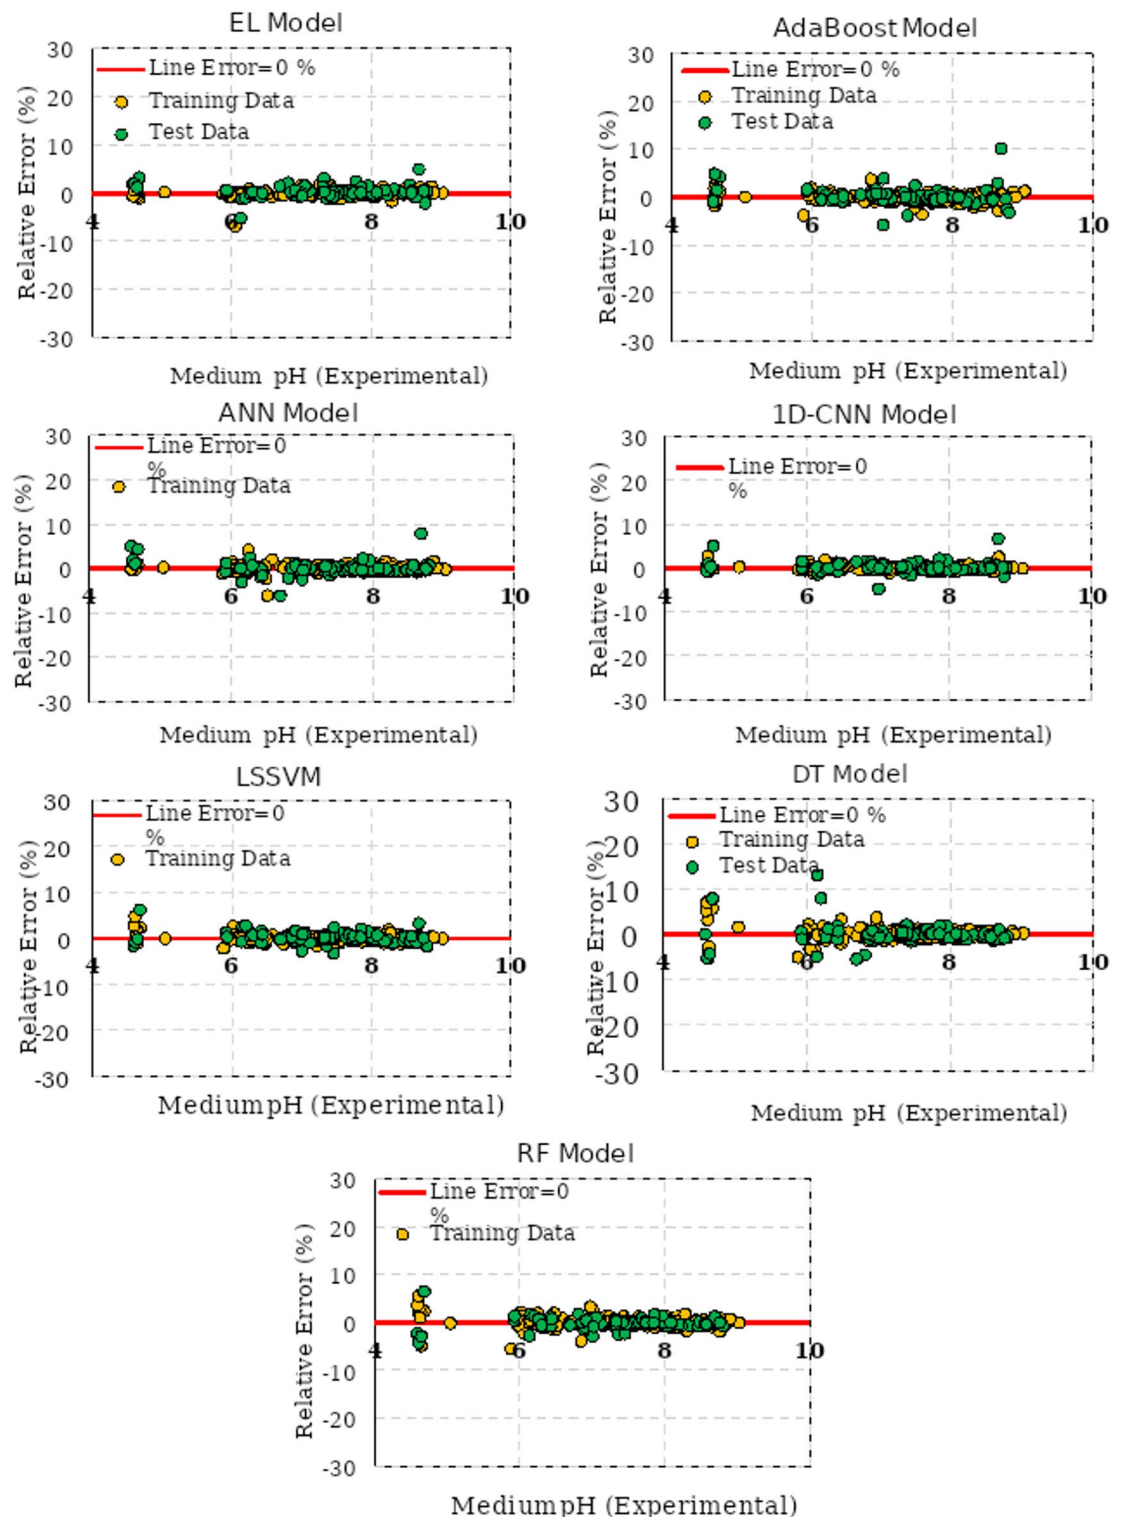 EL Model
30
20
10
0
-10
-20
-30
Relative Error (%)
Line Error=0 %
Training Data
Test Data
4
6
8
10
Medium pH (Experimental)
AdaBoost Model
30
20
10
0
-10
-20
-30
Relative Error (%)
Line Error=0 %
Training Data
Test Data
4
6
8
10
Medium pH (Experimental)
ANN Model
30
20
10
0
-10
-20
-30
Relative Error (%)
Line Error=0
%
Training Data
4
6
8
10
Medium pH (Experimental)
1D-CNN Model
30
20
10
0
-10
-20
-30
Relative Error (%)
Line Error=0
%
4
6
8
10
Medium pH (Experimental)
LSSVM
30
20
10
0
-10
-20
-30
Relative Error (%)
Line Error=0
%
Training Data
4
6
8
10
Medium pH (Experimental)
DT Model
30
20
10
0
-10
-20
-30
Relative Error (%)
Line Error=0 %
Training Data
Test Data
4
6
8
10
Medium pH (Experimental)
RF Model
30
20
10
0
-10
-20
-30
Relative Error (%)
Line Error=0
%
Training Data
4
6
8
10
Medium pH (Experimental)